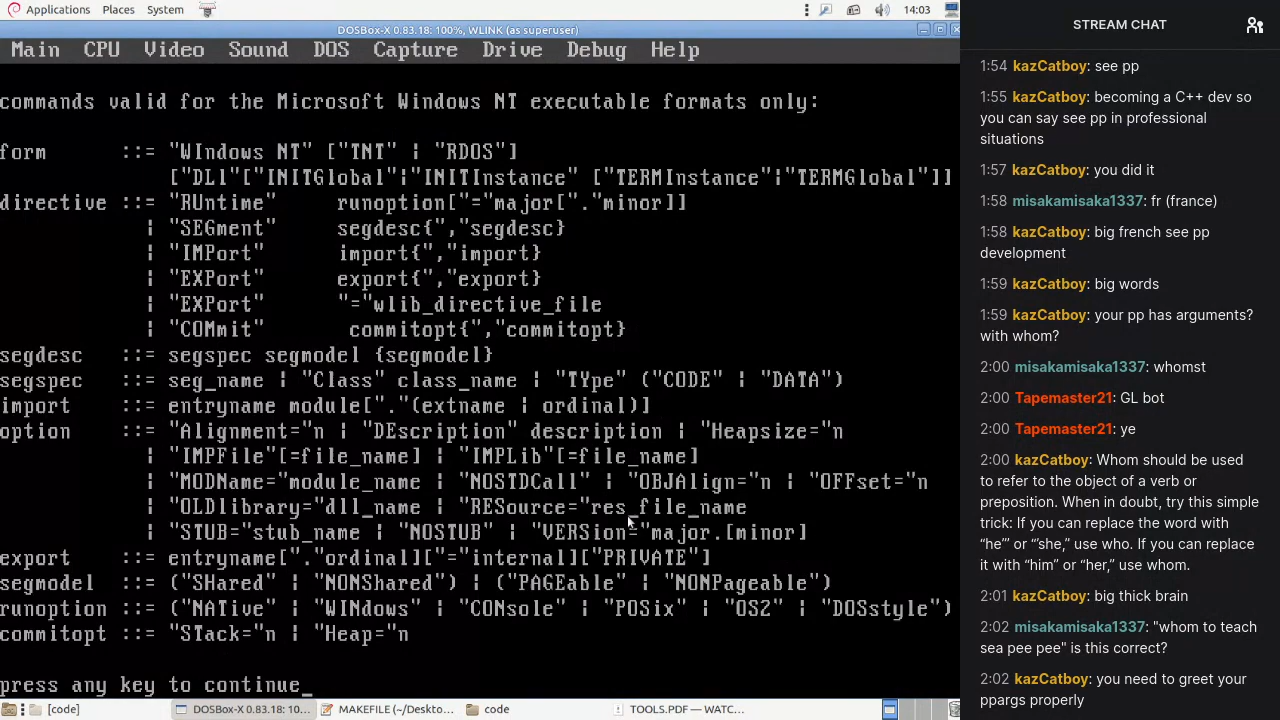 Applications Places System 14:03
DOSBox-X 0.83.18: 100%, WLINK (as superuser)
Main CPU Video Sound DOS Capture Drive Debug Help
commands valid for the Microsoft Windows NT executable formats only:
form ::= "WIndows NT" ["TNT" ¦ "RDOS"]
["DLl"["INITGlobal"¦"INITInstance" ["TERMInstance"¦"TERMGlobal"]]
directive ::= "RUntime" runoption["="major["."minor]]
¦ "SEGment" segdesc{","segdesc}
¦ "IMPort" import{","import}
¦ "EXPort" export{","export}
¦ "EXPort" "="wlib_directive_file
¦ "COMmit" commitopt{","commitopt}
segdesc ::= segspec segmodel {segmodel}
segspec ::= seg_name ¦ "Class" class_name ¦ "TYpe" ("CODE" ¦ "DATA")
import ::= entryname module["."(extname ¦ ordinal)]
option ::= "Alignment="n ¦ "DEscription" description ¦ "Heapsize="n
¦ "IMPFile"[=file_name] ¦ "IMPLib"[=file_name]
¦ "MODName="module_name ¦ "NOSTDCall" ¦ "OBJAlign="n ¦ "OFFset="n
¦ "OLDlibrary="dll_name ¦ "RESource="res_file_name
¦ "STUB="stub_name ¦ "NOSTUB" ¦ "VERSion="major.[minor]
export ::= entryname["."ordinal]["="internal]["PRIVATE"]
segmodel ::= ("SHared" ¦ "NONShared") ¦ ("PAGEable" ¦ "NONPageable")
runoption ::= ("NATive" ¦ "WINdows" ¦ "CONsole" ¦ "POSix" ¦ "OS2" ¦ "DOSstyle")
commitopt ::= "STack="n ¦ "Heap="n
press any key to continue_
[code] DOSBox-X 0.83.18: 10... MAKEFILE (~/Deskto... code TOOLS.PDF — WATC...
STREAM CHAT
1:54 kazCatboy: see pp
1:55 kazCatboy: becoming a C++ dev so
you can say see pp in professional
situations
1:57 kazCatboy: you did it
1:58 misakamisaka1337: fr (france)
1:58 kazCatboy: big french see pp
development
1:59 kazCatboy: big words
1:59 kazCatboy: your pp has arguments?
with whom?
2:00 misakamisaka1337: whomst
2:00 Tapemaster21: GL bot
2:00 Tapemaster21: ye
2:00 kazCatboy: Whom should be used
to refer to the object of a verb or
preposition. When in doubt, try this simple
trick: If you can replace the word with
“he”’ or “’she,” use who. If you can replace
it with “him” or “her,” use whom.
2:01 kazCatboy: big thick brain
2:02 misakamisaka1337: "whom to teach
sea pee pee" is this correct?
2:02 kazCatboy: you need to greet your
ppargs properly